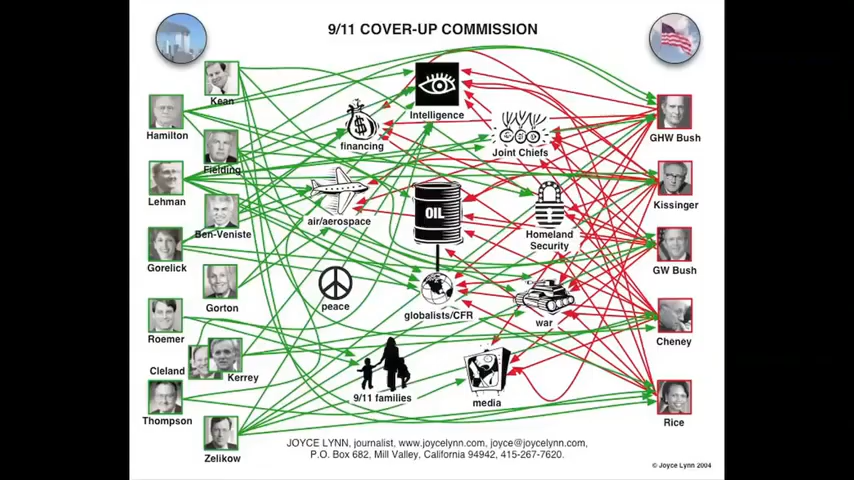 9/11 COVER-UP COMMISSION
Kean
Hamilton
Fielding
Lehman
Ben-Veniste
Gorelick
Gorton
Roemer
Cleland
Kerrey
Thompson
Zelikow
Intelligence
financing
Joint Chiefs
air/aerospace
OIL
Homeland
Security
peace
globalists/CFR
war
9/11 families
media
GHW Bush
Kissinger
GW Bush
Cheney
Rice
JOYCE LYNN, journalist, www.joycelynn.com, joyce@joycelynn.com,
P.O. Box 682, Mill Valley, California 94942, 415-267-7620.
© Joyce Lynn 2004